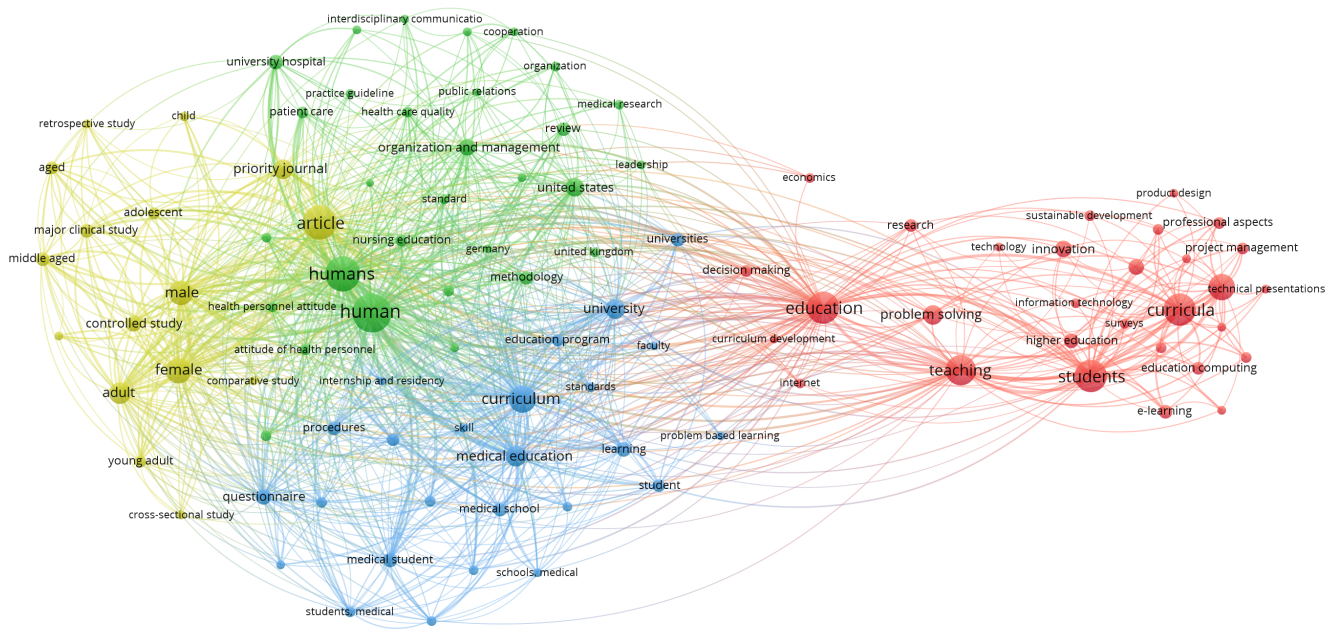 interdisciplinary communicatio
cooperation
university hospital
organization
practice guideline
public relations
medical research
child
patient care
health care quality
retrospective study
review
organization and management
aged
priority journal
leadership
economics
united states
product design
standard
adolescent
article
sustainable development
professional aspects
research
major clinical study
nursing education
universities
germany
united kingdom
technology
innovation
project management
middle aged
humans
methodology
decision making
male
technical presentations
health personnel attitude
human
university
education
problem solving
information technology
curricula
controlled study
surveys
education program
faculty
curriculum development
higher education
attitude of health personnel
female
comparative study
internship and residency
standards
internet
teaching
students
education computing
adult
curriculum
e-learning
procedures
skill
problem based learning
young adult
medical education
learning
questionnaire
student
cross-sectional study
medical school
medical student
schools, medical
students, medical